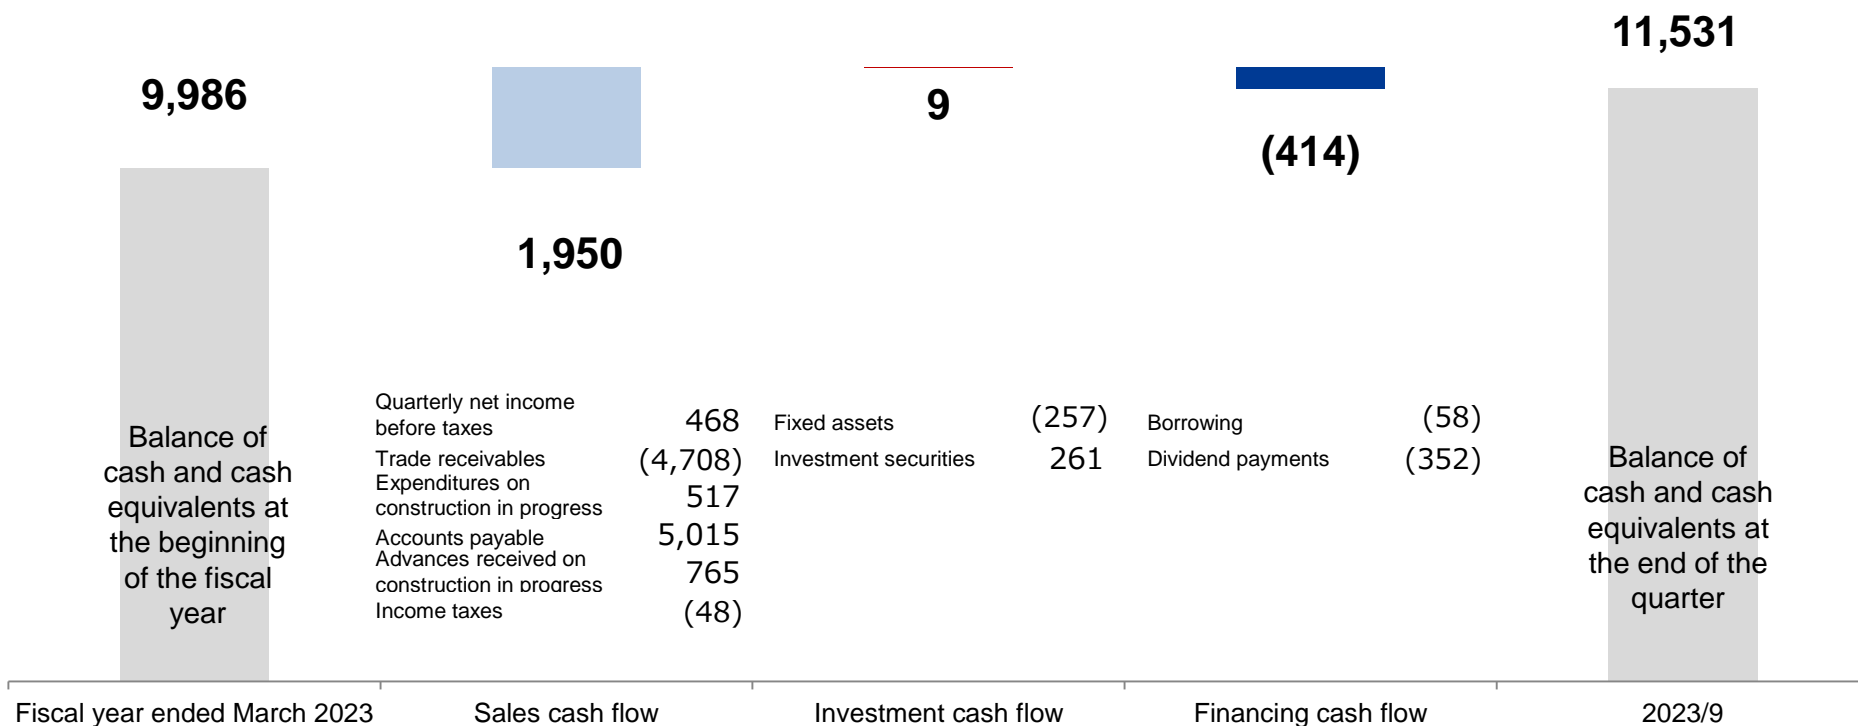 9,986
1,950
9
(414)
11,531
Balance of
cash and cash
equivalents at
the beginning
of the fiscal
year
Quarterly net income
before taxes
468
Trade receivables
(4,708)
Expenditures on
construction in progress
517
Accounts payable
5,015
Advances received on
construction in progress
765
Income taxes
(48)
Fixed assets
(257)
Investment securities
261
Borrowing
(58)
Dividend payments
(352)
Balance of
cash and cash
equivalents at
the end of the
quarter
Fiscal year ended March 2023
Sales cash flow
Investment cash flow
Financing cash flow
2023/9